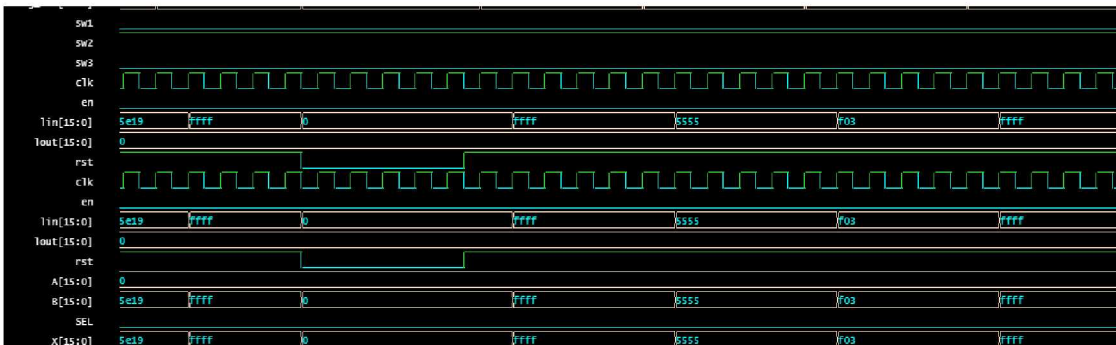 sw1
sw2
sw3
clk
en
lin[15:0] 5e19 ffff 0 ffff 5555 f03 ffff
lout[15:0] 0
rst
clk
en
lin[15:0] 5e19 ffff 0 ffff 5555 f03 ffff
lout[15:0] 0
rst
A[15:0] 0
B[15:0] 5e19 ffff 0 ffff 5555 f03 ffff
SEL
X[15:0] 5e19 ffff 0 ffff 5555 f03 ffff